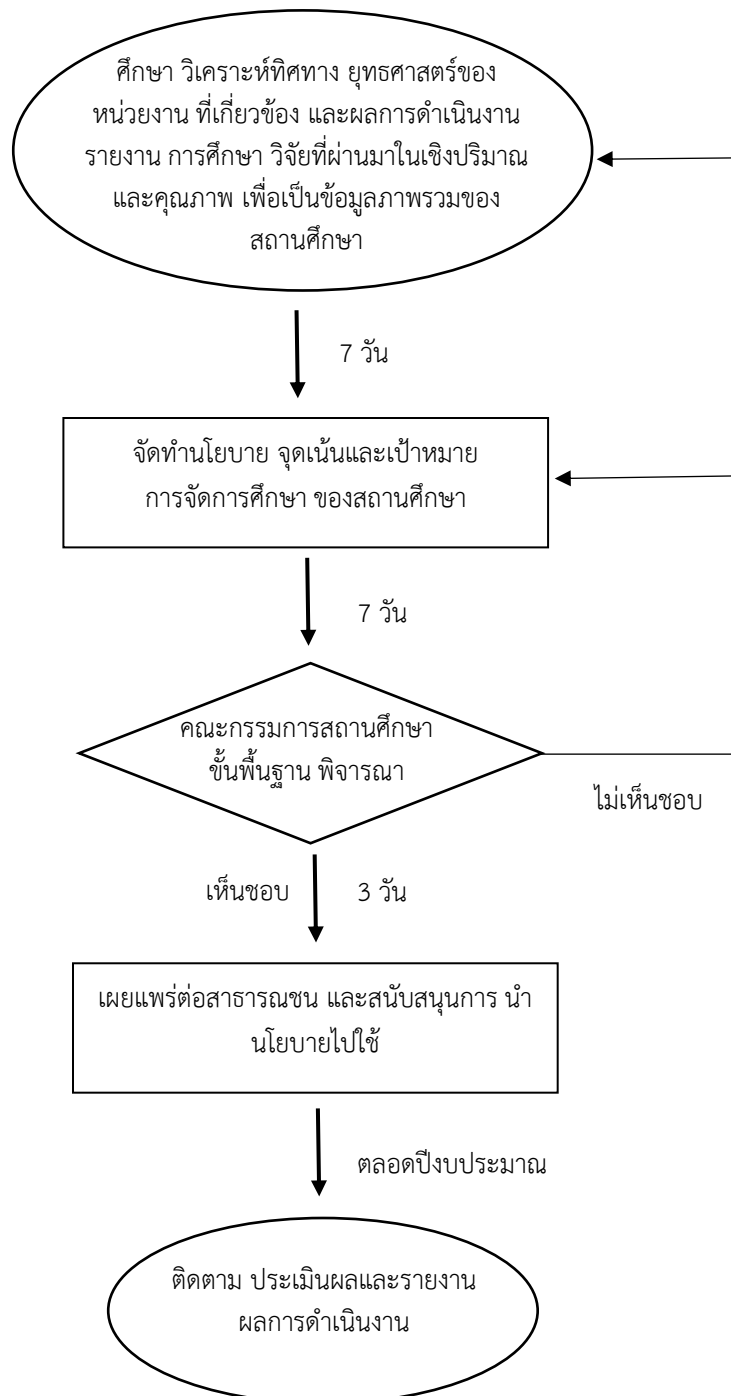 ศึกษา วิเคราะห์ทิศทาง ยุทธศาสตร์ของ
หน่วยงาน ที่เกี่ยวข้อง และผลการดำเนินงาน
รายงาน การศึกษา วิจัยที่ผ่านมาในเชิงปริมาณ
และคุณภาพ เพื่อเป็นข้อมูลภาพรวมของ
สถานศึกษา
7 วัน
จัดทำนโยบาย จุดเน้นและเป้าหมาย
การจัดการศึกษา ของสถานศึกษา
7 วัน
คณะกรรมการสถานศึกษา
ขั้นพื้นฐาน พิจารณา
ไม่เห็นชอบ
เห็นชอบ 3 วัน
เผยแพร่ต่อสาธารณชน และสนับสนุนการ นำ
นโยบายไปใช้
ตลอดปีงบประมาณ
ติดตาม ประเมินผลและรายงาน
ผลการดำเนินงาน